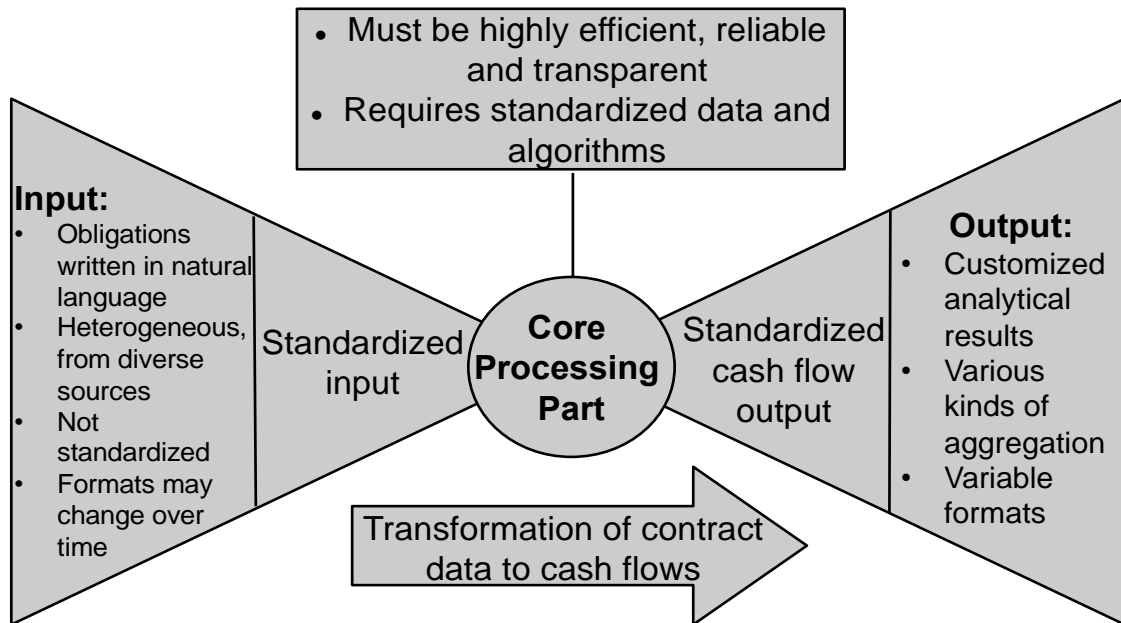 • Must be highly efficient, reliable
and transparent
• Requires standardized data and
algorithms
Input:
• Obligations
written in natural
language
• Heterogeneous,
from diverse
sources
• Not
standardized
• Formats may
change over
time
Standardized
input
Core
Processing
Part
Standardized
cash flow
output
Output:
• Customized
analytical
results
• Various
kinds of
aggregation
• Variable
formats
Transformation of contract
data to cash flows